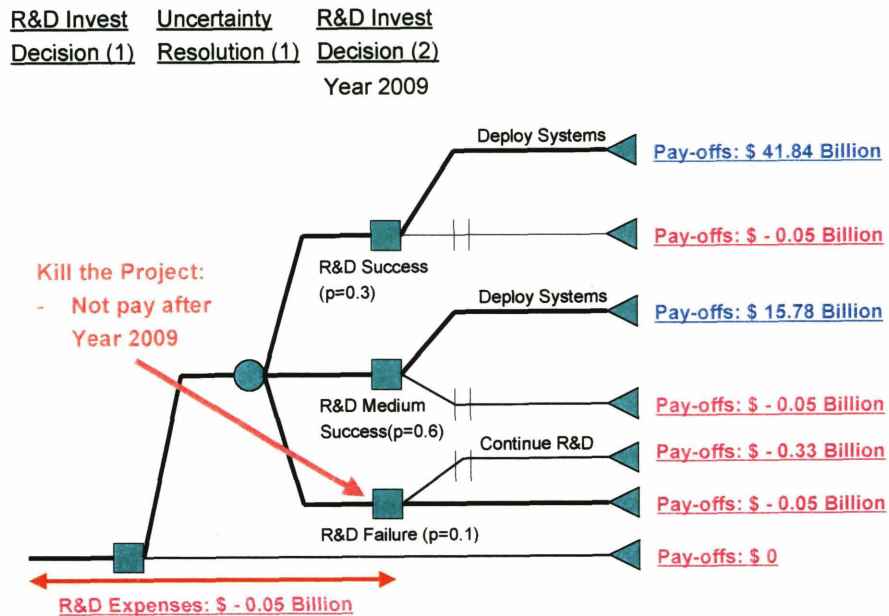 R&D Invest
Decision (1)
Uncertainty
Resolution (1)
R&D Invest
Decision (2)
Year 2009
Deploy Systems
Pay-offs: $ 41.84 Billion
Pay-offs: $ - 0.05 Billion
R&D Success
(p=0.3)
Kill the Project:
- Not pay after
Year 2009
Deploy Systems
Pay-offs: $ 15.78 Billion
R&D Medium
Success(p=0.6)
Pay-offs: $ - 0.05 Billion
Continue R&D
Pay-offs: $ - 0.33 Billion
Pay-offs: $ - 0.05 Billion
R&D Failure (p=0.1)
Pay-offs: $ 0
R&D Expenses: $ - 0.05 Billion